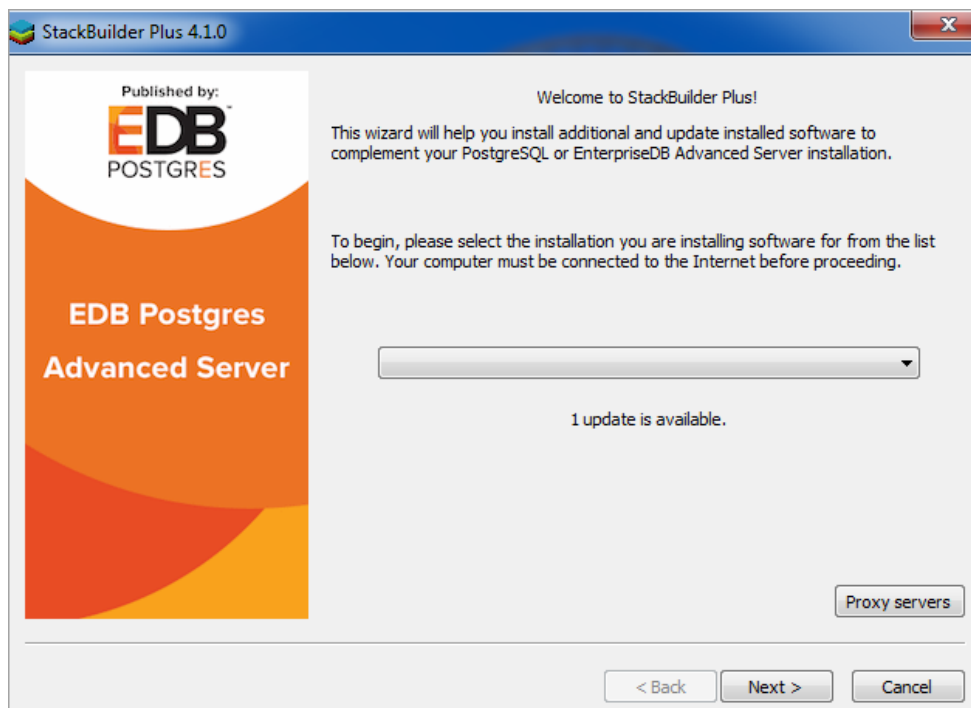 StackBuilder Plus 4.1.0
Published by:
EDB™
POSTGRES
EDB Postgres
Advanced Server
Welcome to StackBuilder Plus!
This wizard will help you install additional and update installed software to
complement your PostgreSQL or EnterpriseDB Advanced Server installation.
To begin, please select the installation you are installing software for from the list
below. Your computer must be connected to the Internet before proceeding.
1 update is available.
Proxy servers
< Back
Next >
Cancel